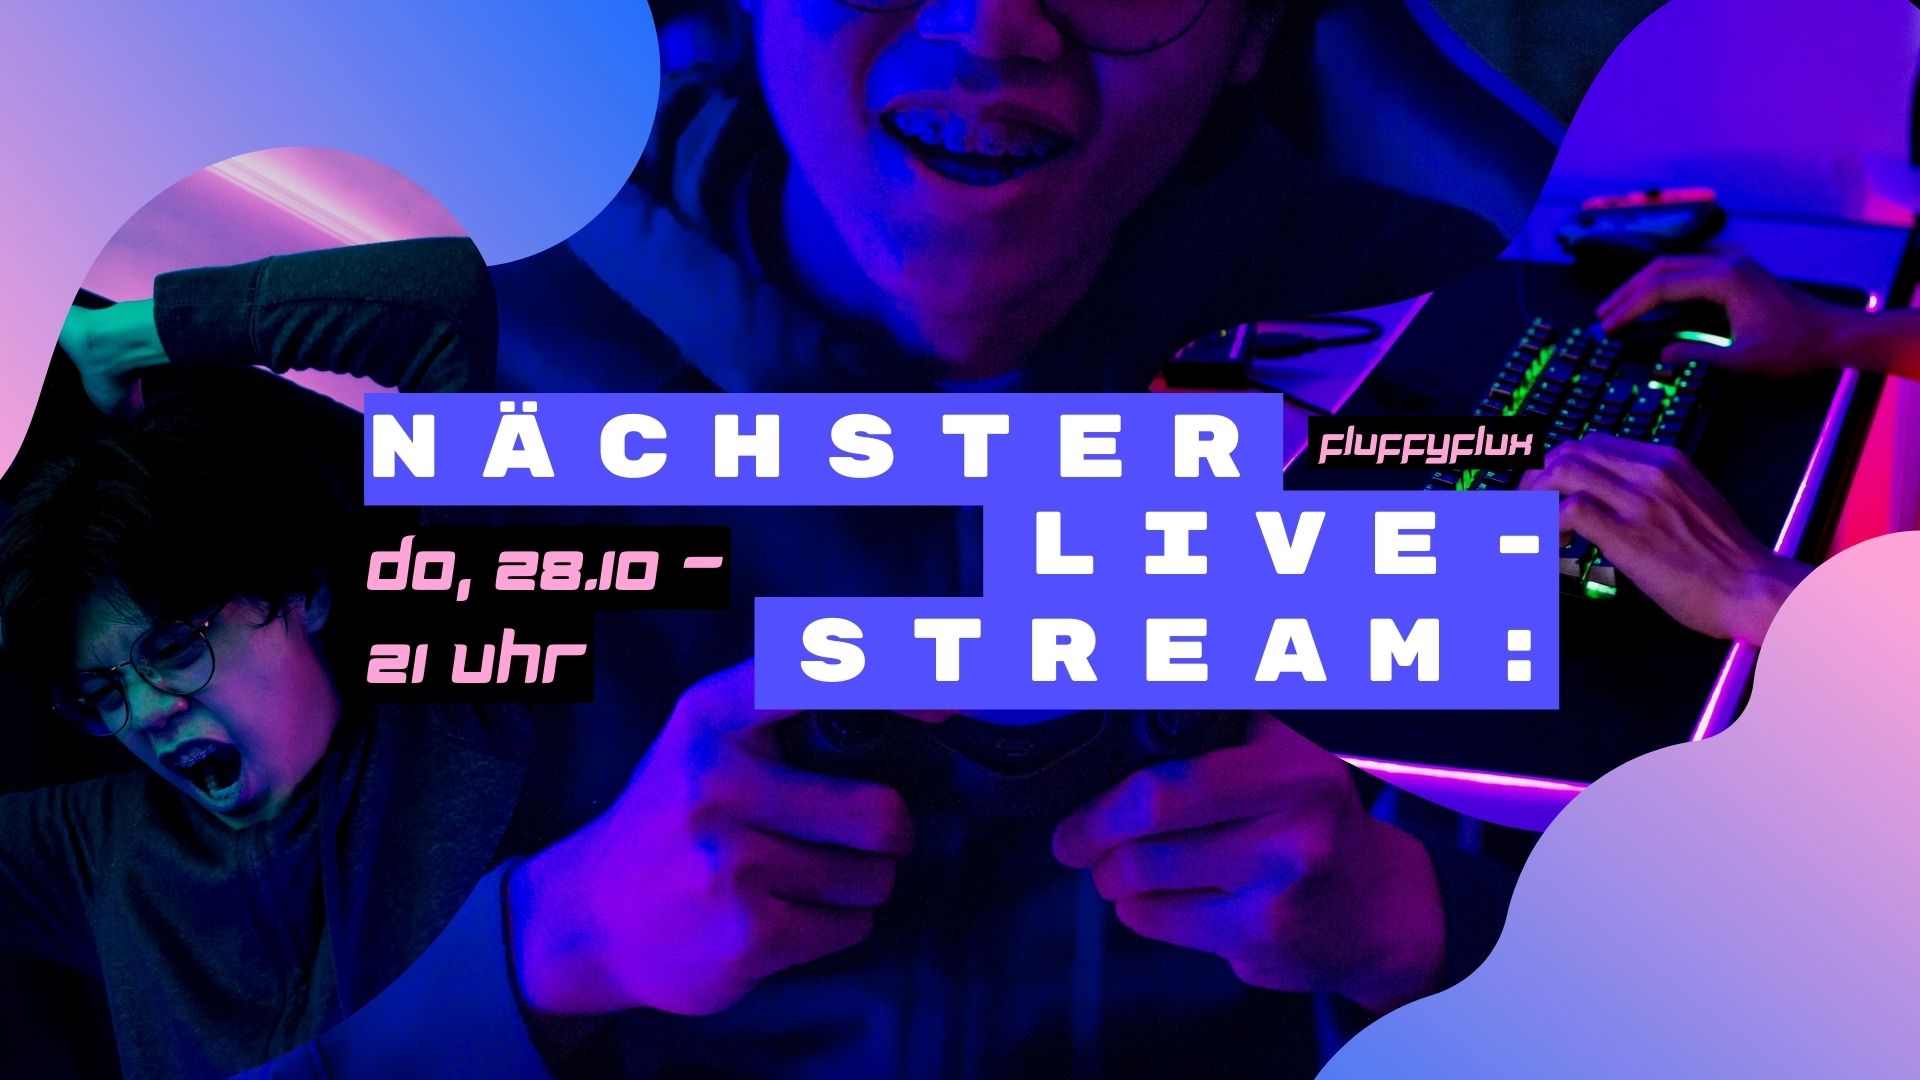 NÄCHSTER
fluffyflux
LIVE-
STREAM:
do, 28.10 -
21 uhr